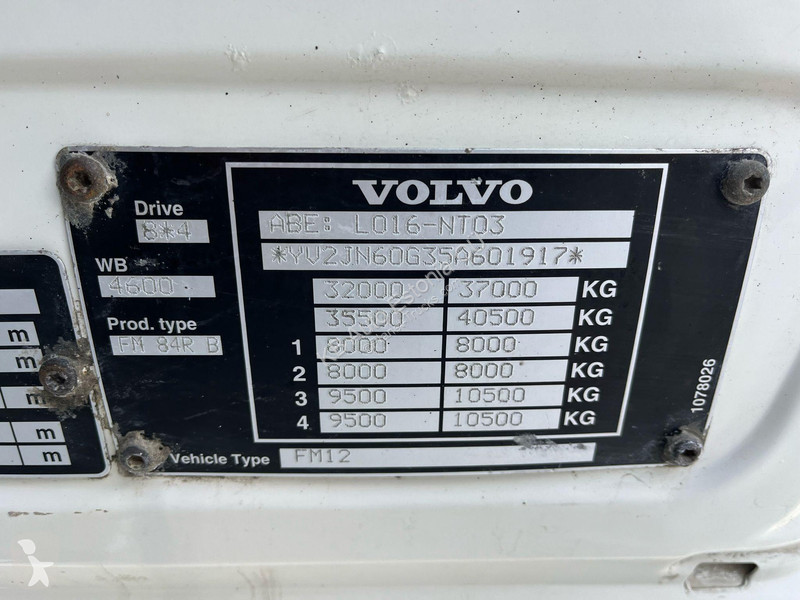 VOLVO
Drive
8*4
ABE: L016-NT03
*YV2JN60G35A601917*
WB
4600
32000 37000 KG
35500 40500
Prod. type
FM 84R B
1 8000 8000 KG
2 8000 8000 KG
3 9500 10500 KG
4 9500 10500 KG
Vehicle Type FM12
1078026
m
m
m
m
m